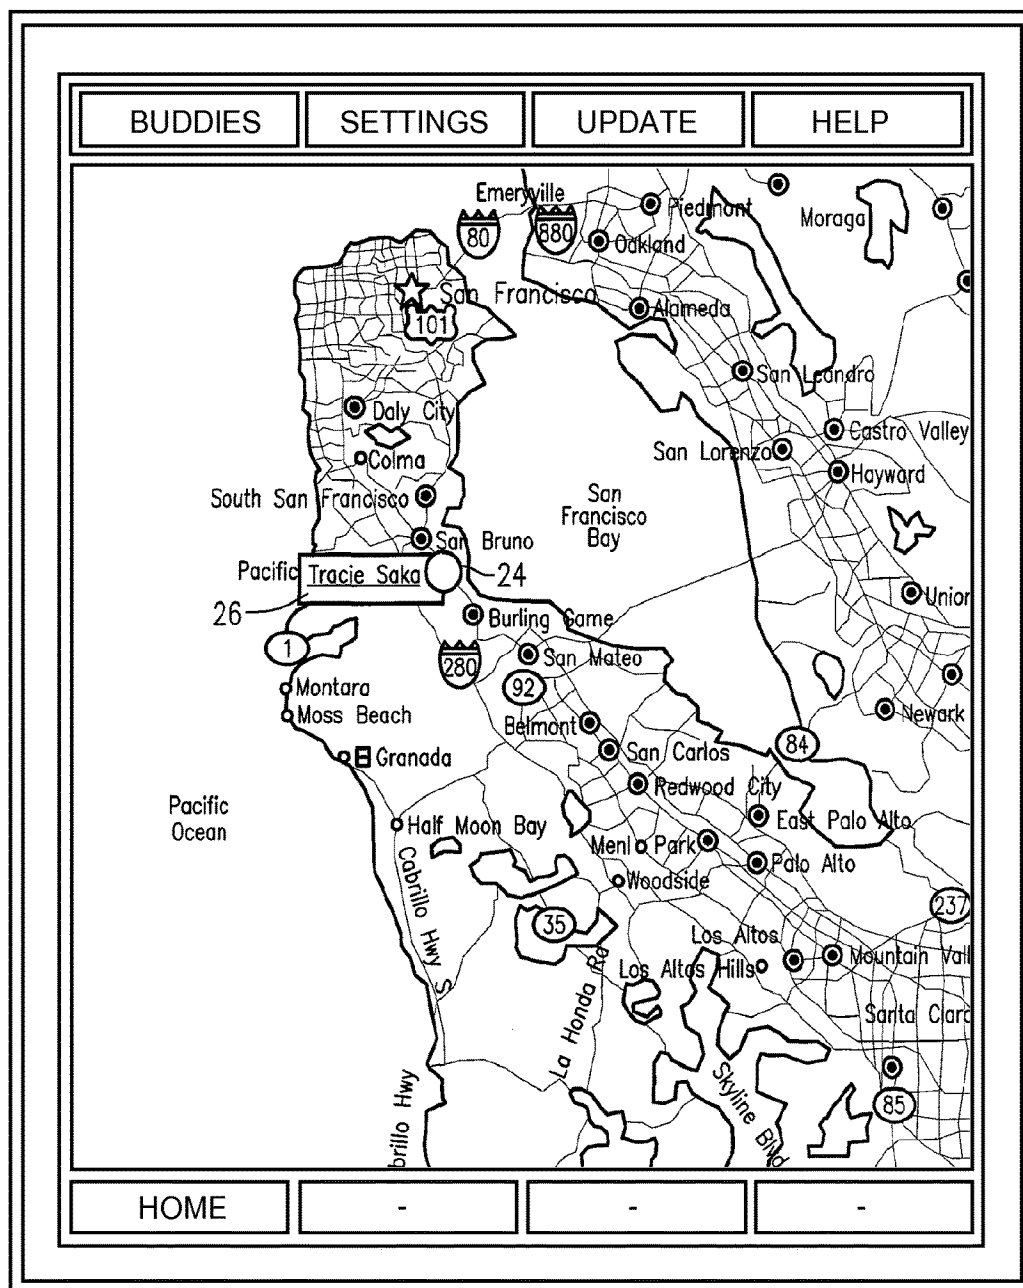 BUDDIES
SETTINGS
UPDATE
HELP
Emeryville
Piedmont
Moraga
80
880
Oakland
San Francisco
Alameda
101
San Leandro
Daly City
Castro Valley
San Lorenzo
Colma
Hayward
South San Francisco
San
Francisco
Bay
San Bruno
Pacific
Tracie Saka
24
26
Union
Burling Game
1
280
San Mateo
92
Montara
Moss Beach
Belmont
Newark
84
San Carlos
E Granada
Redwood City
Pacific
Ocean
East Palo Alto
Half Moon Bay
Menl Park
Palo Alto
Woodside
Cabrillo Hwy S
237
35
Los Altos
Mountain Vall
Los Altos Hills
La Honda Rd
Santa Clara
Skyline Blvd
85
brillo Hwy
HOME
-
-
-